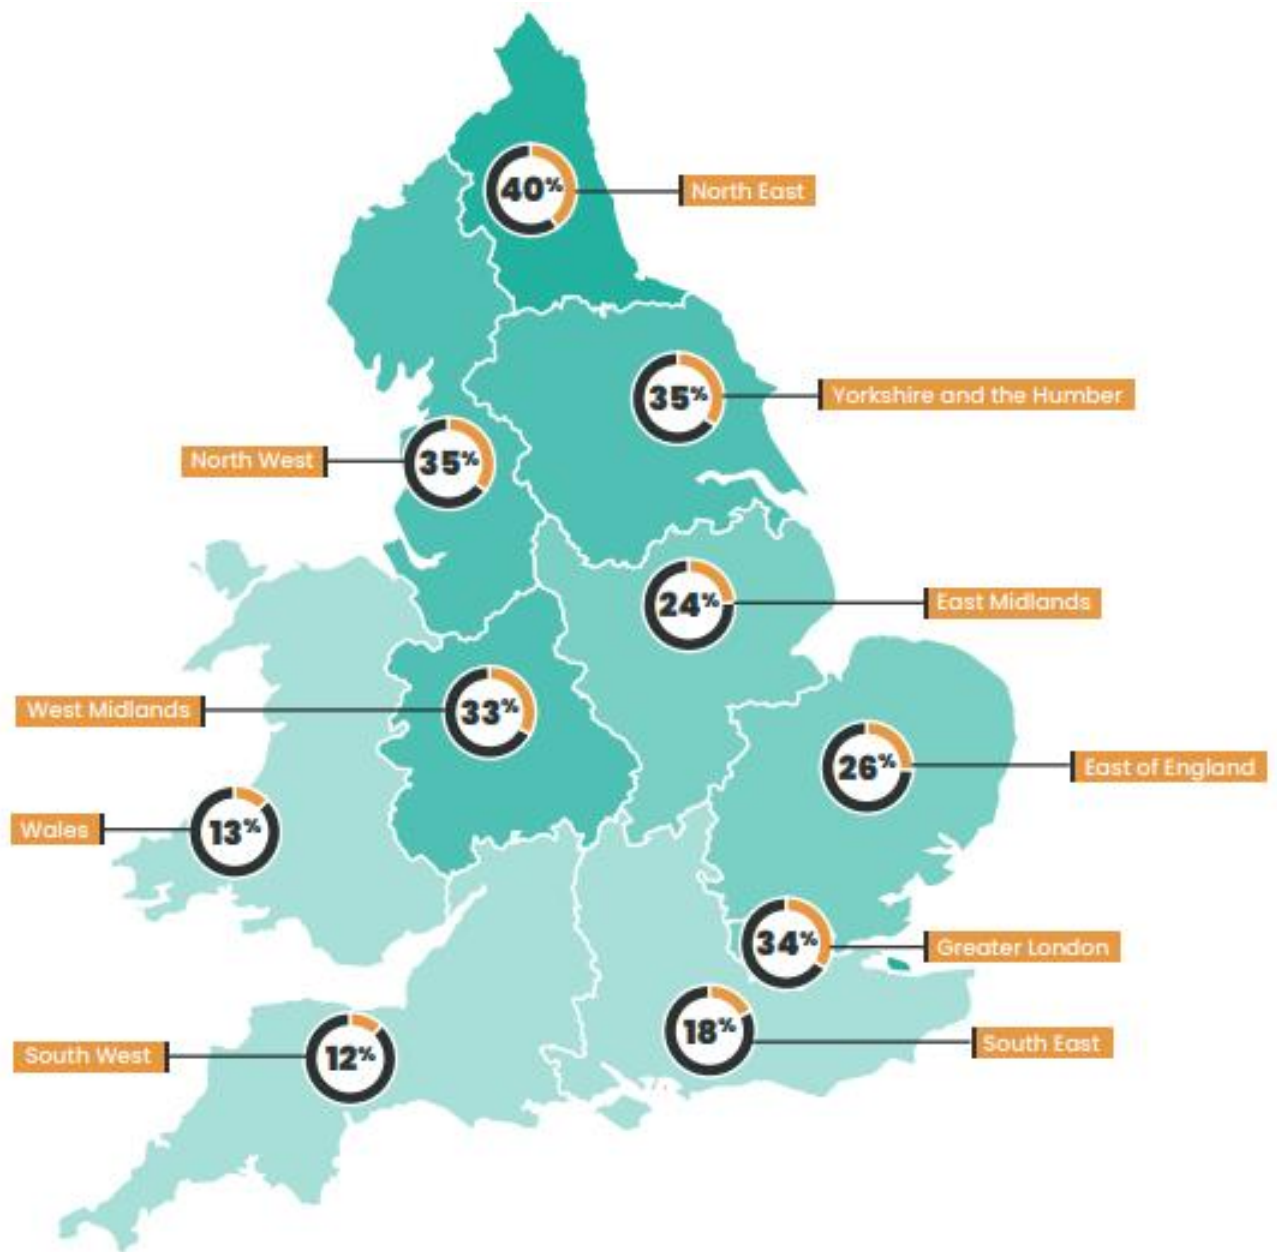 40%
North East
35%
Yorkshire and the Humber
North West
35%
24%
East Midlands
West Midlands
33%
26%
East of England
Wales
13%
34%
Greater London
18%
South East
South West
12%